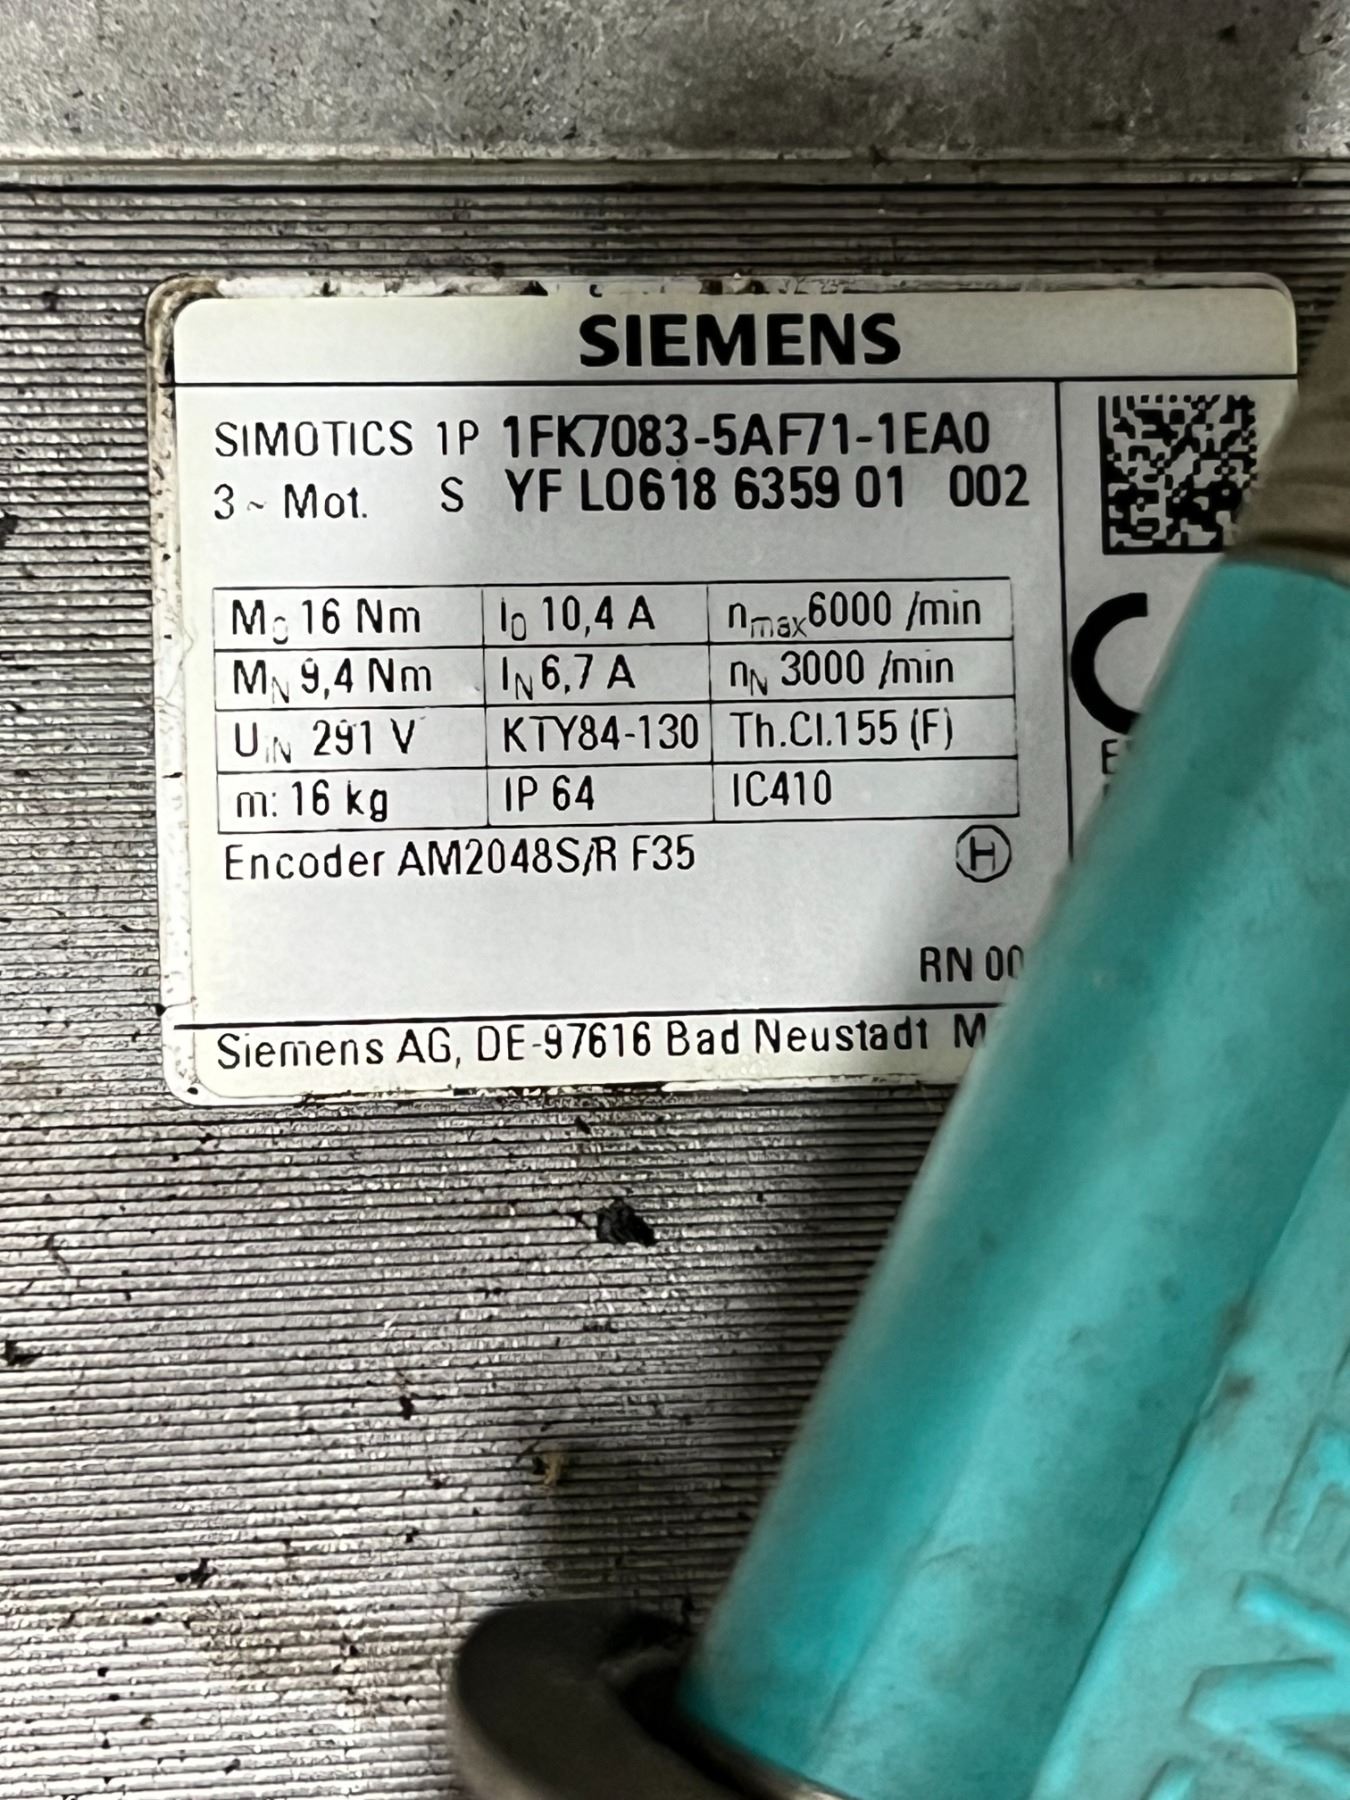 SIEMENS
SIMOTICS 1P 1FK7083-5AF71-1EA0
3 ~ Mot. S YF L0618 6359 01 002
M0 16 Nm I0 10,4 A nmax 6000 /min
MN 9,4 Nm IN 6,7 A nN 3000 /min
UIN 291 V KTY84-130 Th.Cl.155 (F)
m: 16 kg IP 64 IC410
Encoder AM2048S/R F35
H
RN 00
Siemens AG, DE-97616 Bad Neustadt